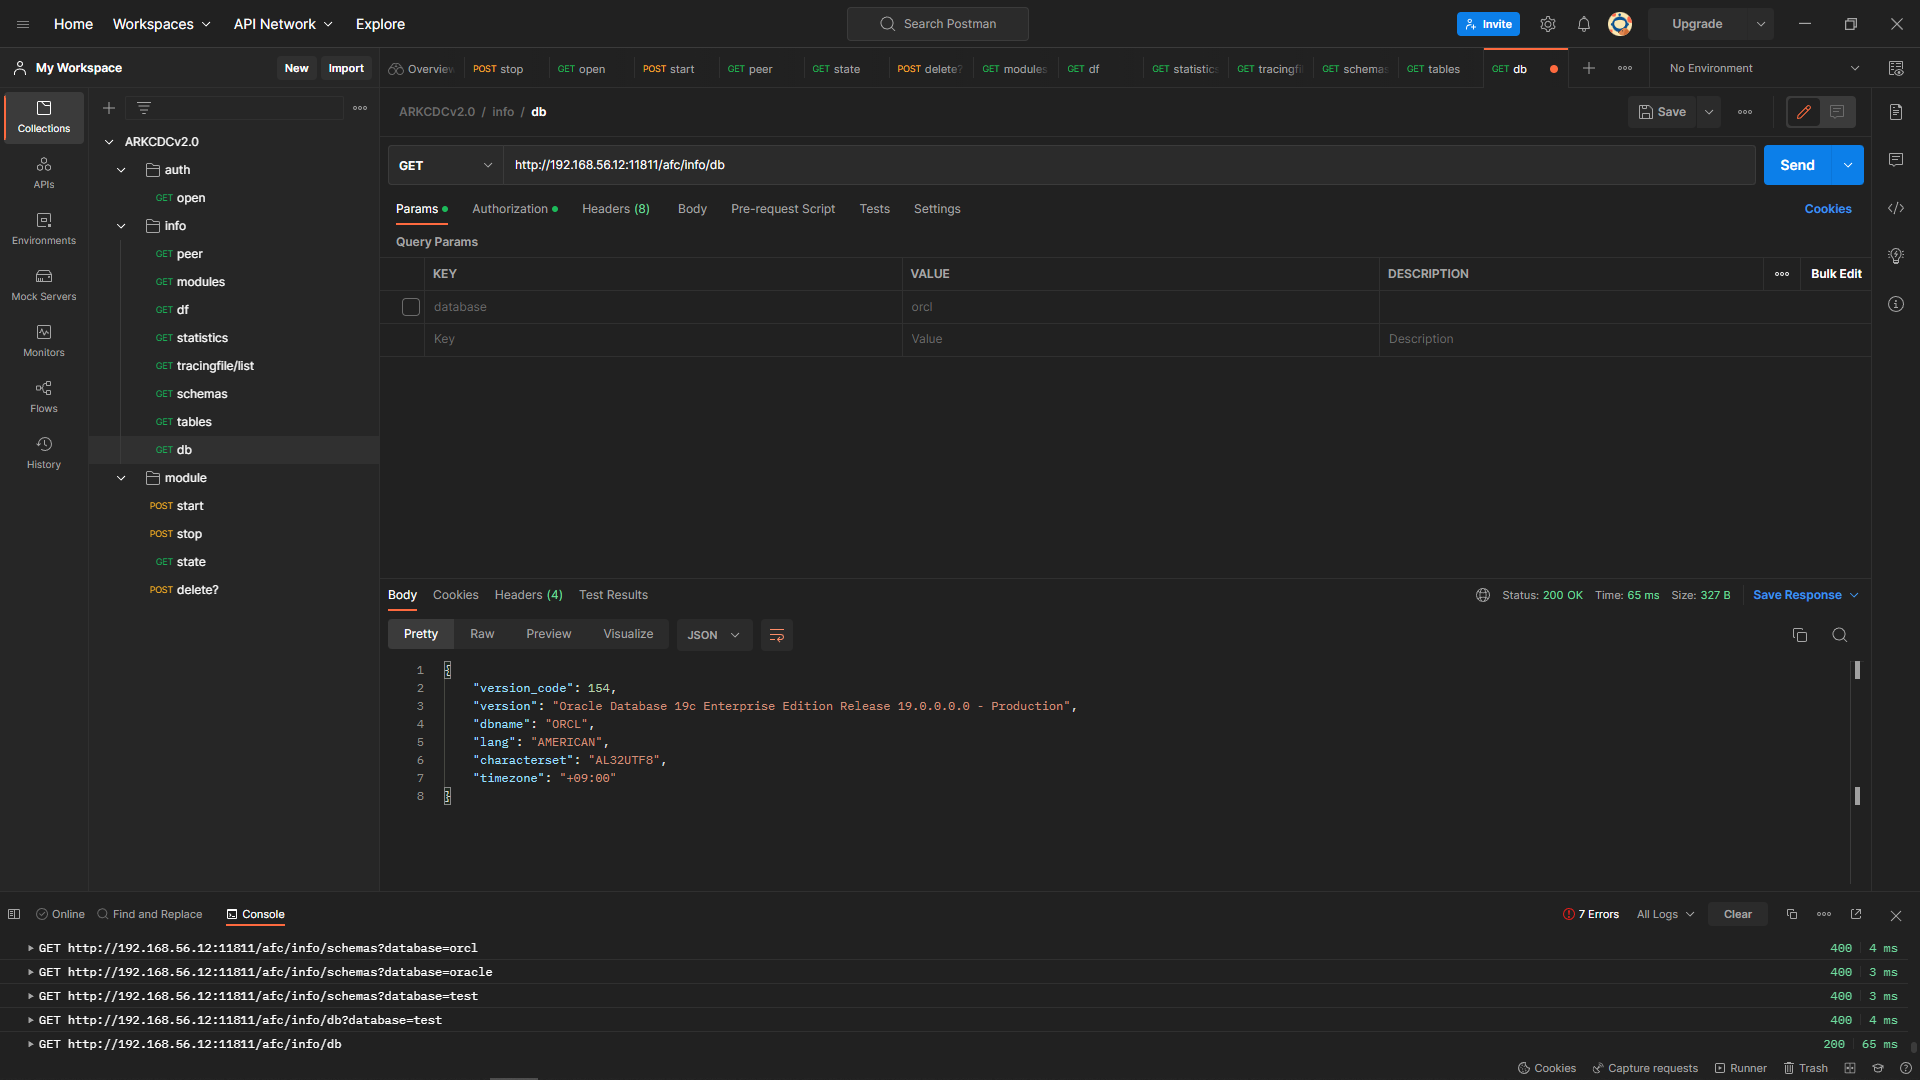 Home Workspaces API Network Explore Search Postman Invite Upgrade
My Workspace New Import Overview POST stop GET open POST start GET peer GET state POST delete? GET modules GET df GET statistic GET tracingfil GET schemas GET tables GET db No Environment
Collections
APIs
Environments
Mock Servers
Monitors
Flows
History
ARKCDCv2.0
auth
GET open
info
GET peer
GET modules
GET df
GET statistics
GET tracingfile/list
GET schemas
GET tables
GET db
module
POST start
POST stop
GET state
POST delete?
ARKCDCv2.0 / info / db Save
GET http://192.168.56.12:11811/afc/info/db Send
Params Authorization Headers (8) Body Pre-request Script Tests Settings Cookies
Query Params
KEY VALUE DESCRIPTION Bulk Edit
database orcl
Key Value Description
Body Cookies Headers (4) Test Results Status: 200 OK Time: 65 ms Size: 327 B Save Response
Pretty Raw Preview Visualize JSON
1 {
2 "version_code": 154,
3 "version": "Oracle Database 19c Enterprise Edition Release 19.0.0.0.0 - Production",
4 "dbname": "ORCL",
5 "lang": "AMERICAN",
6 "characterset": "AL32UTF8",
7 "timezone": "+09:00"
8 }
Online Find and Replace Console 7 Errors All Logs Clear
GET http://192.168.56.12:11811/afc/info/schemas?database=orcl 400 4 ms
GET http://192.168.56.12:11811/afc/info/schemas?database=oracle 400 3 ms
GET http://192.168.56.12:11811/afc/info/schemas?database=test 400 3 ms
GET http://192.168.56.12:11811/afc/info/db?database=test 400 4 ms
GET http://192.168.56.12:11811/afc/info/db 200 65 ms
Cookies Capture requests Runner Trash